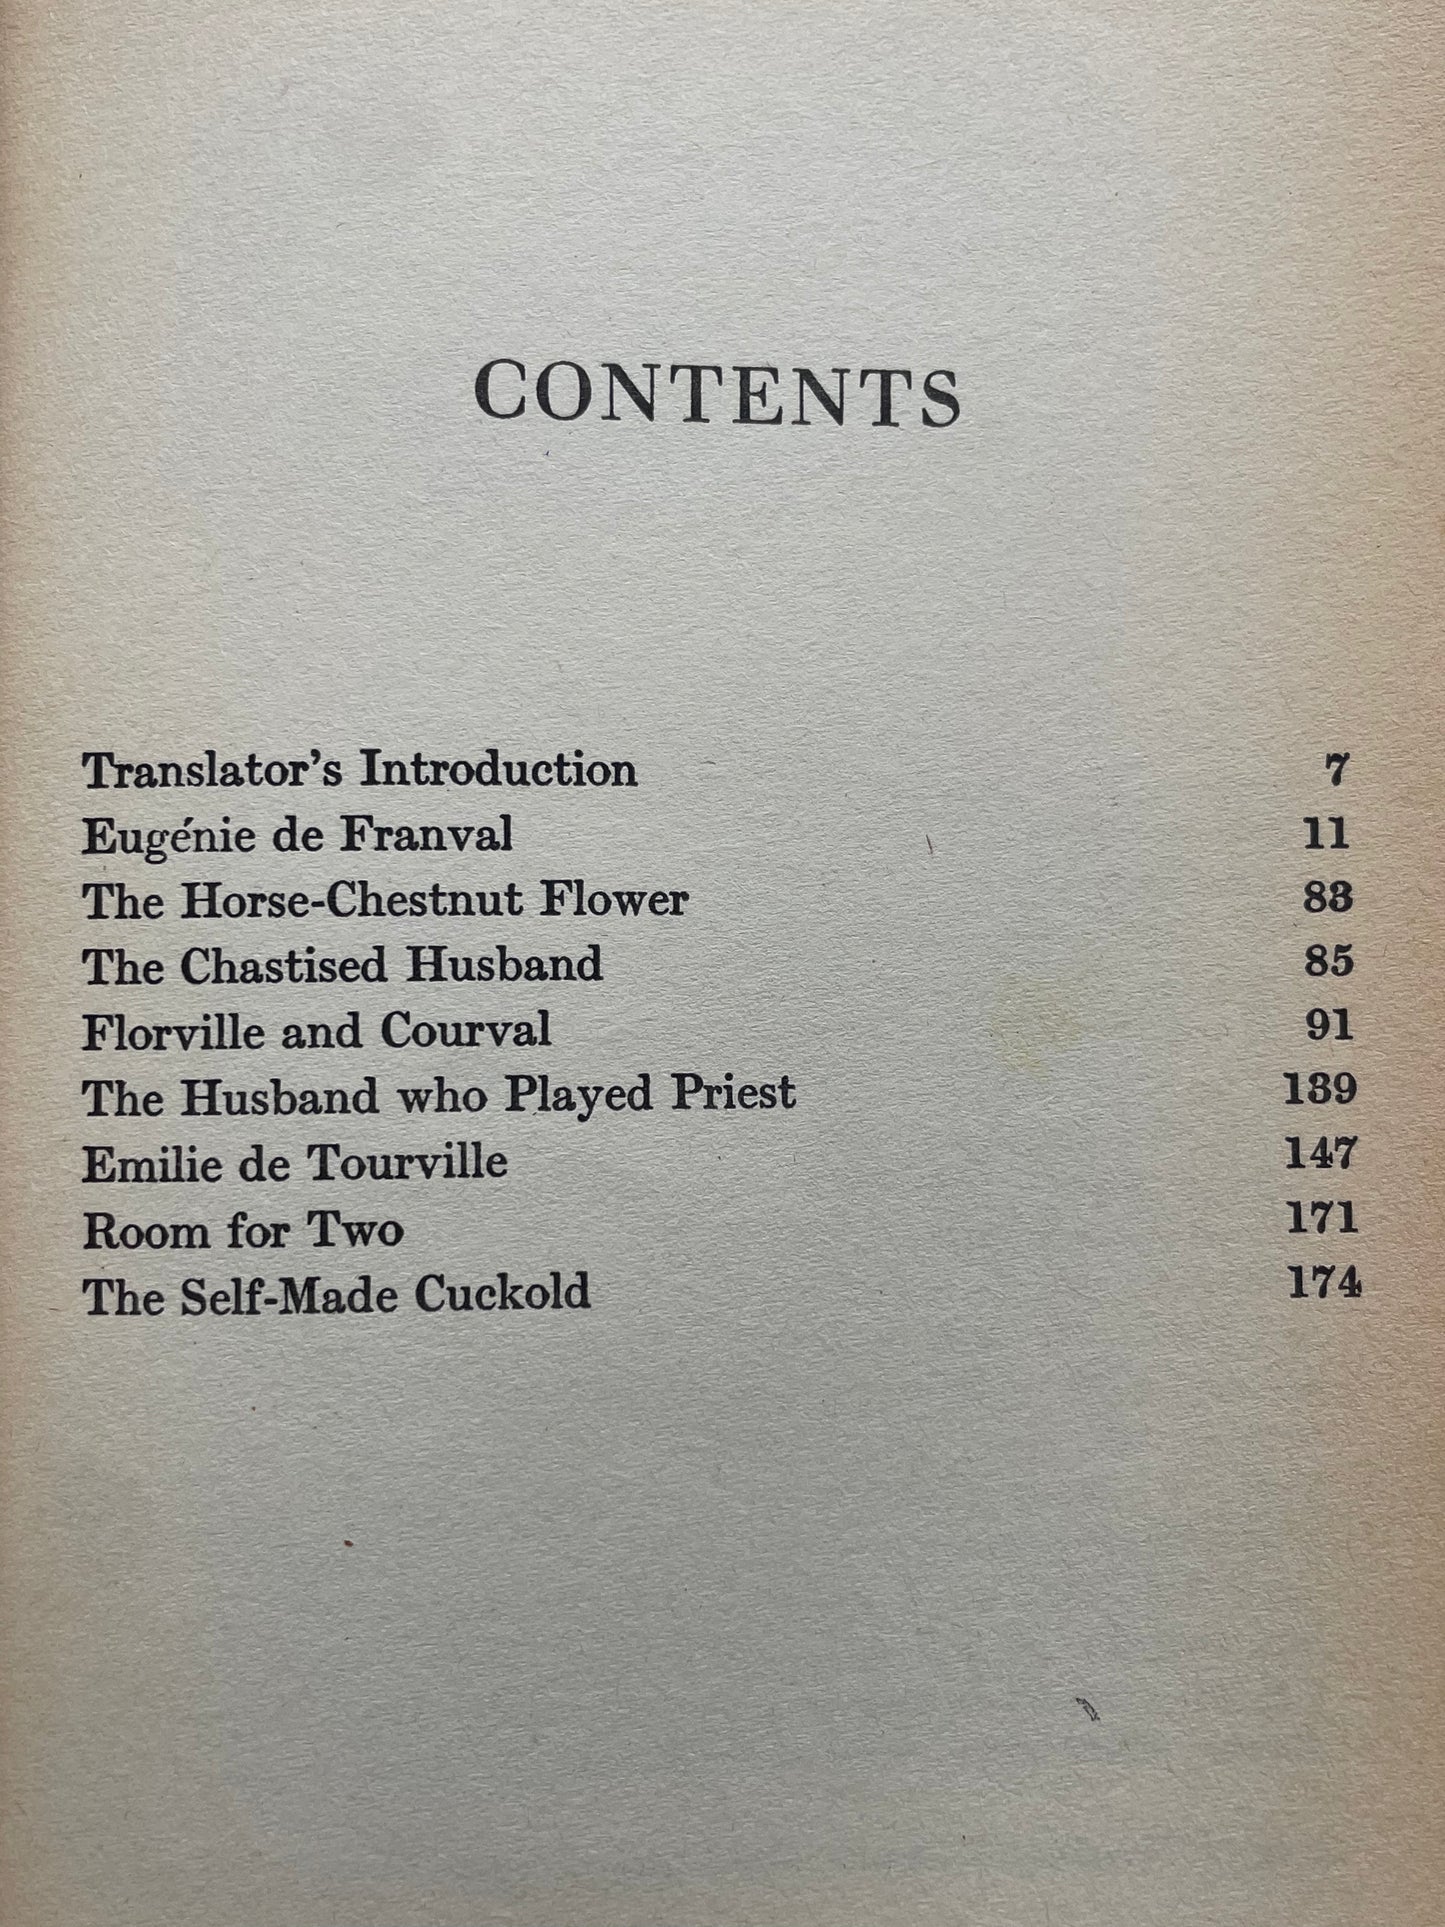 CONTENTS
Translator's Introduction 7
Eugénie de Franval 11
The Horse-Chestnut Flower 83
The Chastised Husband 85
Florville and Courval 91
The Husband who Played Priest 139
Emilie de Tourville 147
Room for Two 171
The Self-Made Cuckold 174